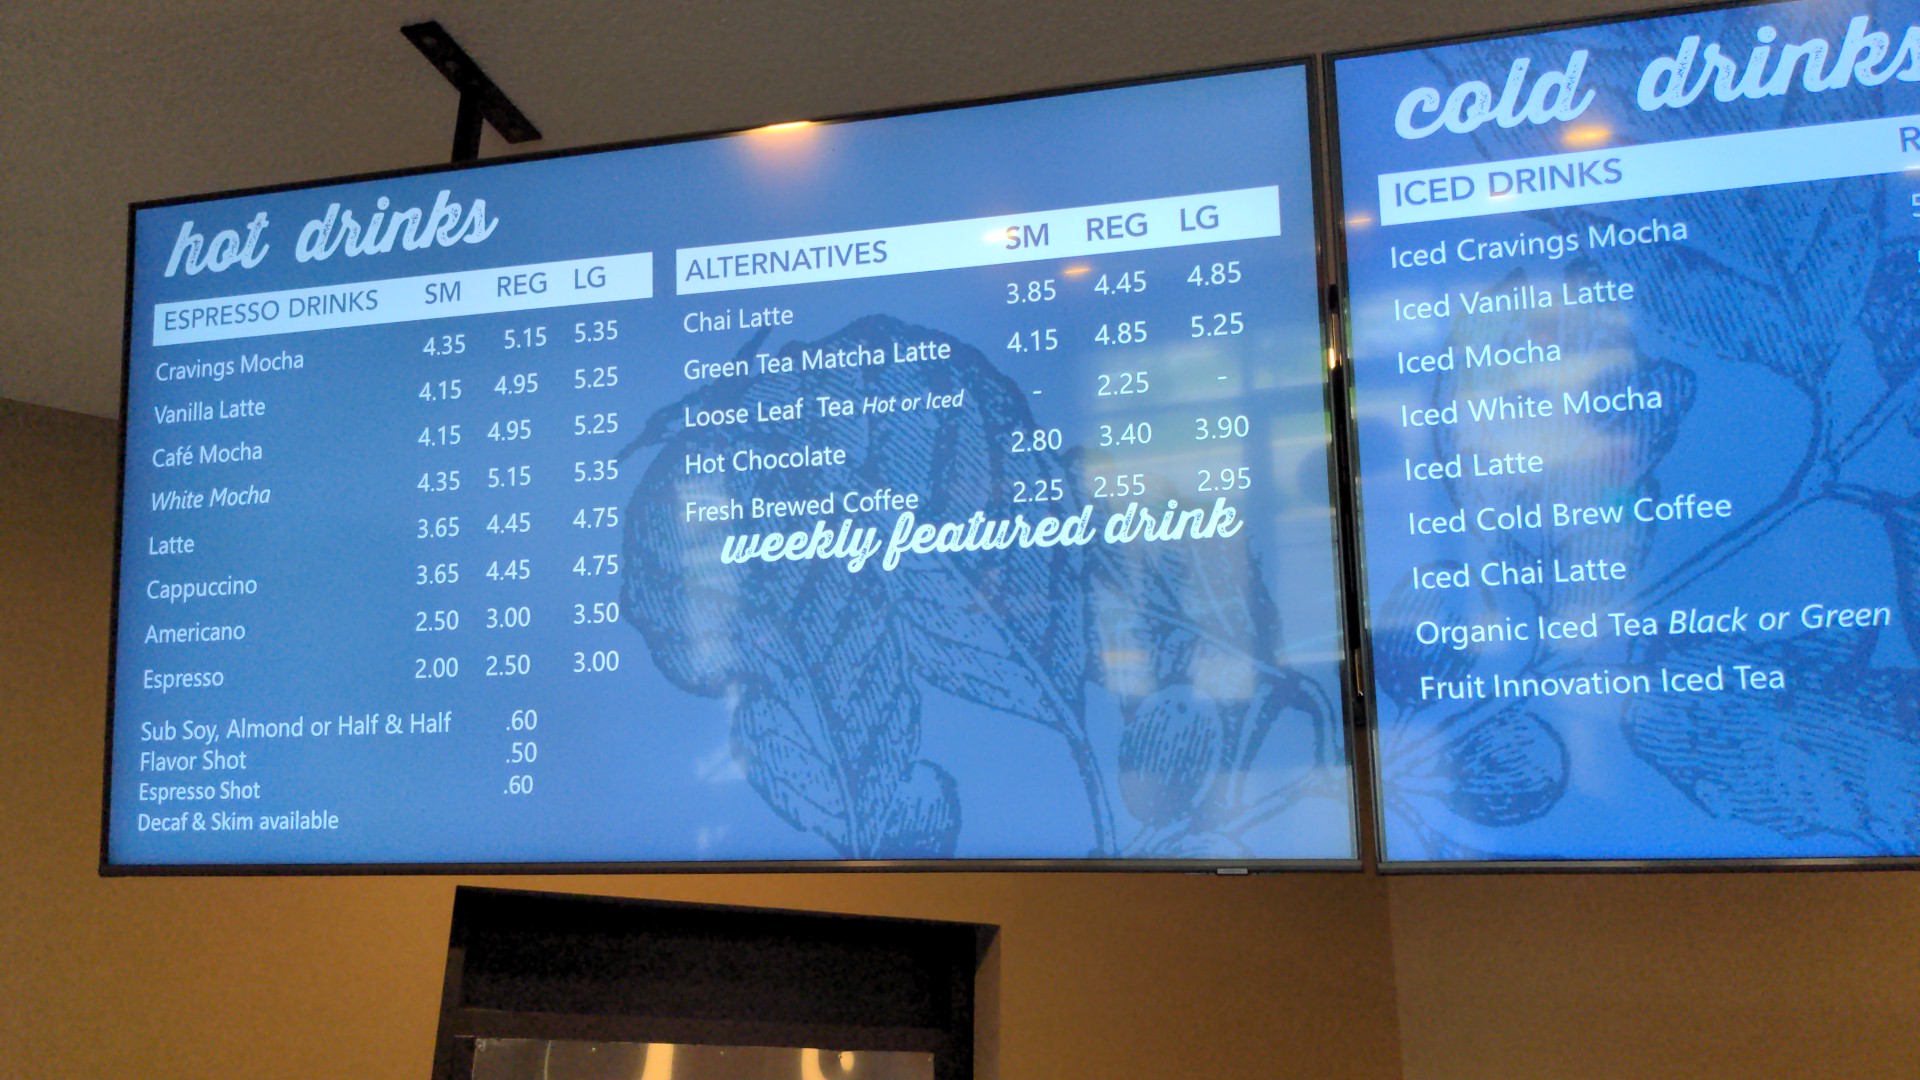 hot drinks
ESPRESSO DRINKS SM REG LG
Cravings Mocha 4.35 5.15 5.35
Vanilla Latte 4.15 4.95 5.25
Café Mocha 4.15 4.95 5.25
White Mocha 4.35 5.15 5.35
Latte 3.65 4.45 4.75
Cappuccino 3.65 4.45 4.75
Americano 2.50 3.00 3.50
Espresso 2.00 2.50 3.00
Sub Soy, Almond or Half & Half .60
Flavor Shot .50
Espresso Shot .60
Decaf & Skim available
ALTERNATIVES SM REG LG
Chai Latte 3.85 4.45 4.85
Green Tea Matcha Latte 4.15 4.85 5.25
Loose Leaf Tea Hot or Iced - 2.25 -
Hot Chocolate 2.80 3.40 3.90
Fresh Brewed Coffee 2.25 2.55 2.95
weekly featured drink
cold drinks
ICED DRINKS
Iced Cravings Mocha
Iced Vanilla Latte
Iced Mocha
Iced White Mocha
Iced Latte
Iced Cold Brew Coffee
Iced Chai Latte
Organic Iced Tea Black or Green
Fruit Innovation Iced Tea